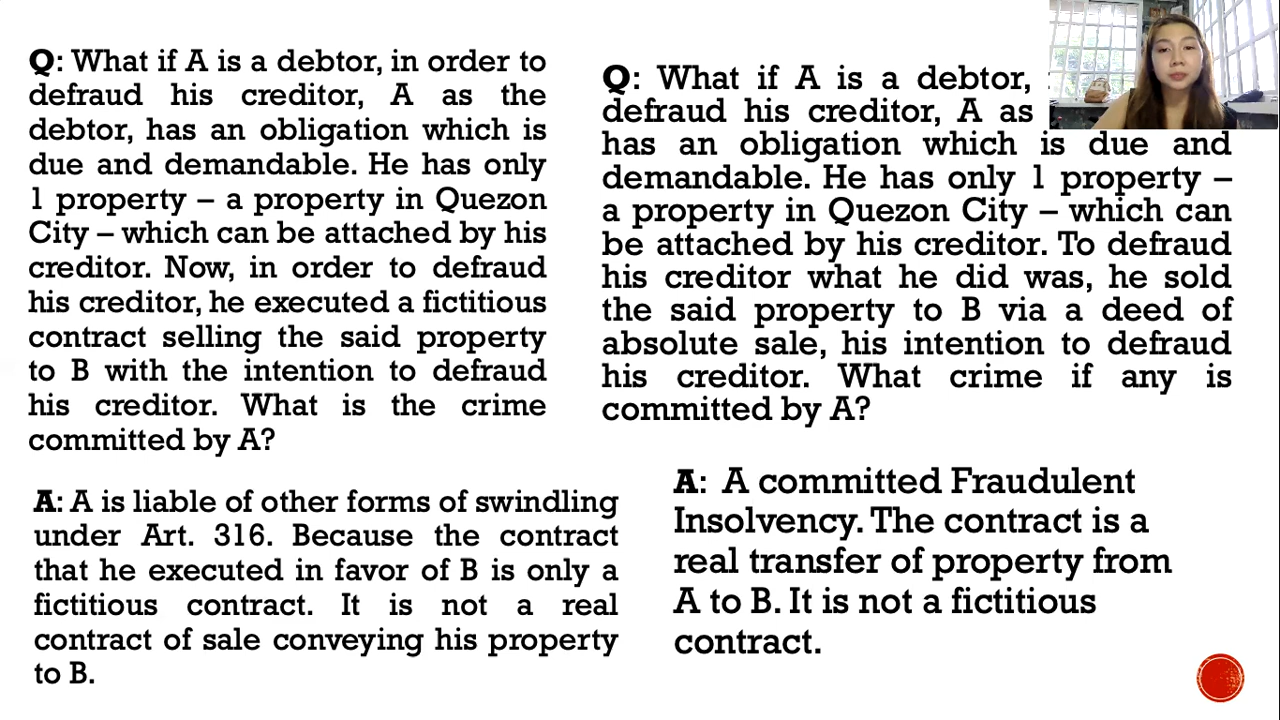 Q: What if A is a debtor, in order to
defraud his creditor, A as the
debtor, has an obligation which is
due and demandable. He has only
1 property – a property in Quezon
City – which can be attached by his
creditor. Now, in order to defraud
his creditor, he executed a fictitious
contract selling the said property
to B with the intention to defraud
his creditor. What is the crime
committed by A?
A: A is liable of other forms of swindling
under Art. 316. Because the contract
that he executed in favor of B is only a
fictitious contract. It is not a real
contract of sale conveying his property
to B.
Q: What if A is a debtor,
defraud his creditor, A as
has an obligation which is due and
demandable. He has only 1 property –
a property in Quezon City – which can
be attached by his creditor. To defraud
his creditor what he did was, he sold
the said property to B via a deed of
absolute sale, his intention to defraud
his creditor. What crime if any is
committed by A?
A: A committed Fraudulent
Insolvency. The contract is a
real transfer of property from
A to B. It is not a fictitious
contract.